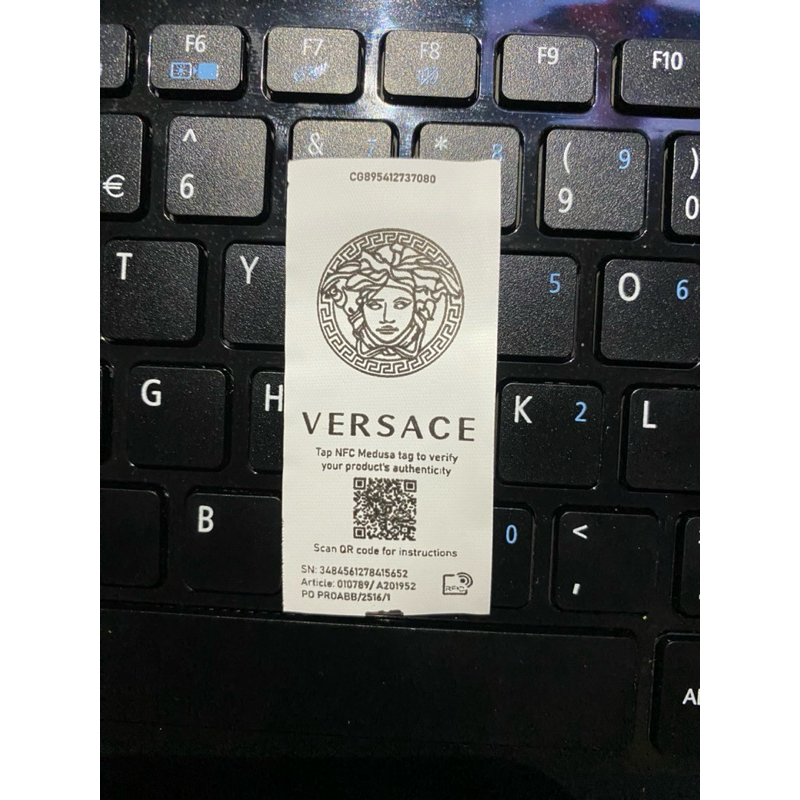 F6
F7
F8
F9
F10
^
&
7
*
8
(
9
)
€
6
9
0
CG895412737080
T
Y
5
O
6
VERSACE
Tap NFC Medusa tag to verify
your product's authenticity
G
H
K
2
L
Scan QR code for instructions
SN: 3484561278415652
Article: 010789/ A201952
PO PROABB/2516/1
B
0
<
,